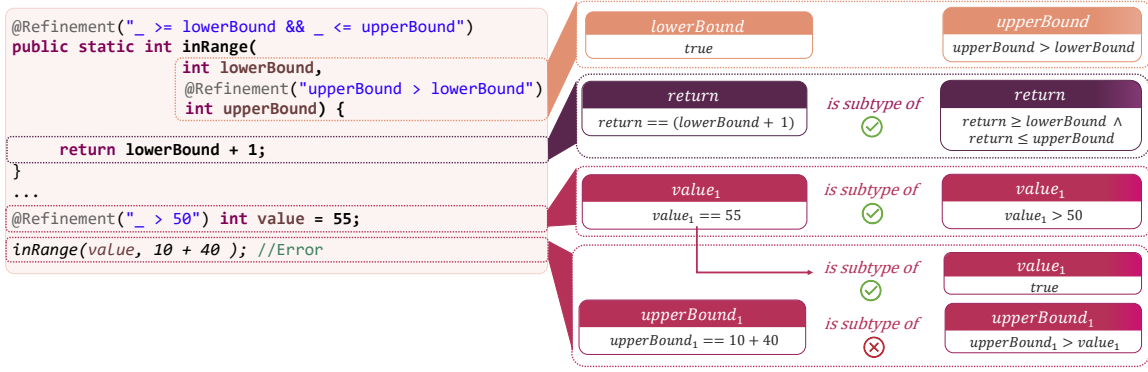 @Refinement("_ >= lowerBound && _ <= upperBound")
public static int inRange(
int lowerBound,
@Refinement("upperBound > lowerBound")
int upperBound) {
return lowerBound + 1;
}
...
@Refinement("_ > 50") int value = 55;
inRange(value, 10 + 40 ); //Error
lowerBound
true
upperBound
upperBound > lowerBound
return
return == (lowerBound + 1)
is subtype of
return
return ≥ lowerBound ∧
return ≤ upperBound
value₁
value₁ == 55
is subtype of
value₁
value₁ > 50
is subtype of
value₁
true
upperBound₁
upperBound₁ == 10 + 40
is subtype of
upperBound₁
upperBound₁ > value₁